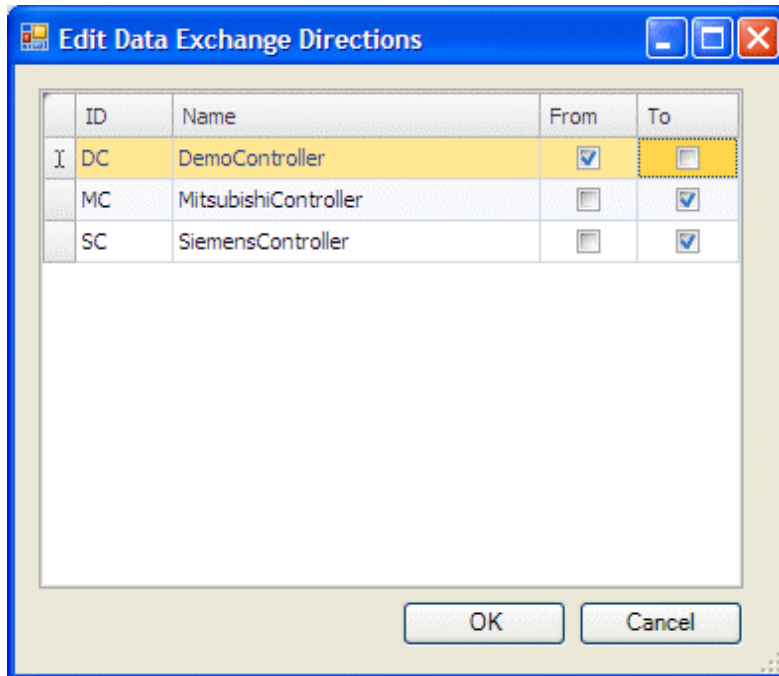 Edit Data Exchange Directions
ID Name From To
DC DemoController
MC MitsubishiController
SC SiemensController
OK Cancel